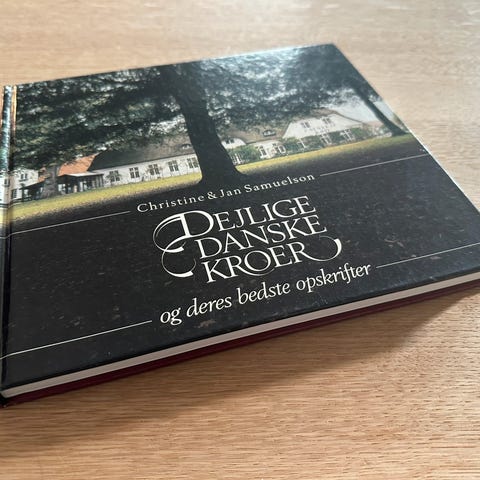 Christine & Jan Samuelson
DEJLIGE
DANSKE
KROER
og deres bedste opskrifter